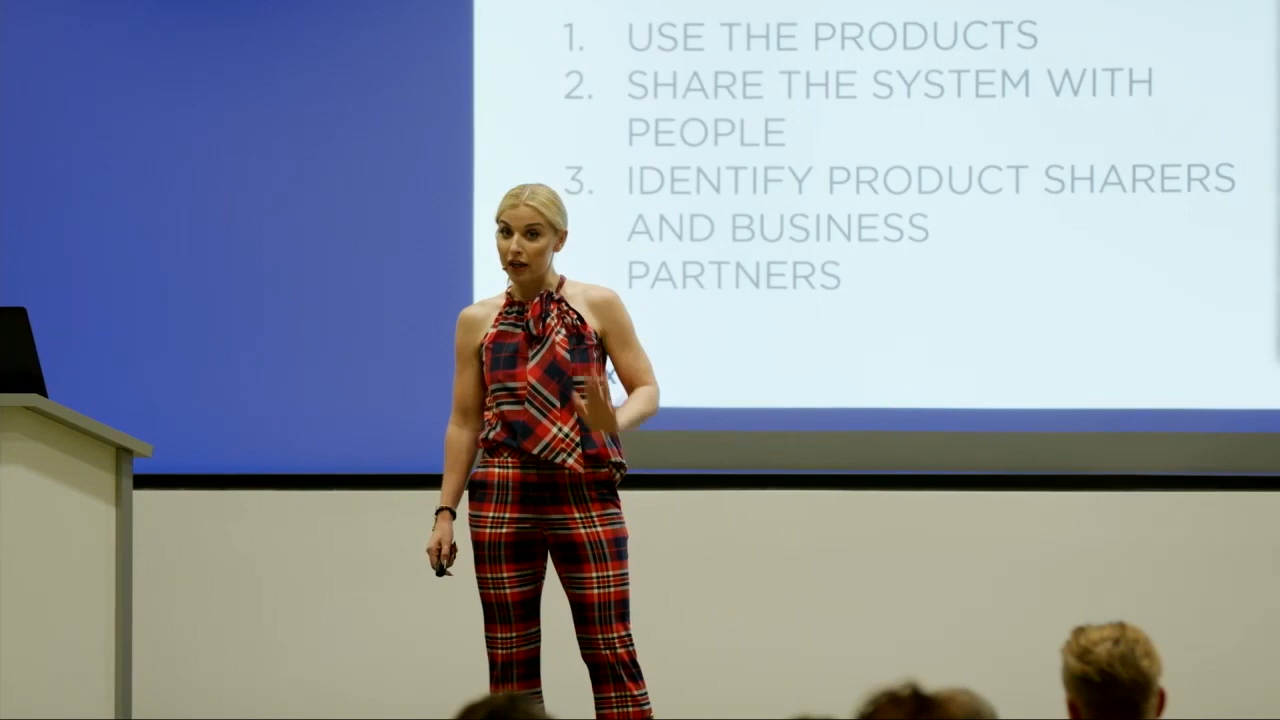 1. USE THE PRODUCTS
2. SHARE THE SYSTEM WITH
PEOPLE
3. IDENTIFY PRODUCT SHARERS
AND BUSINESS
PARTNERS